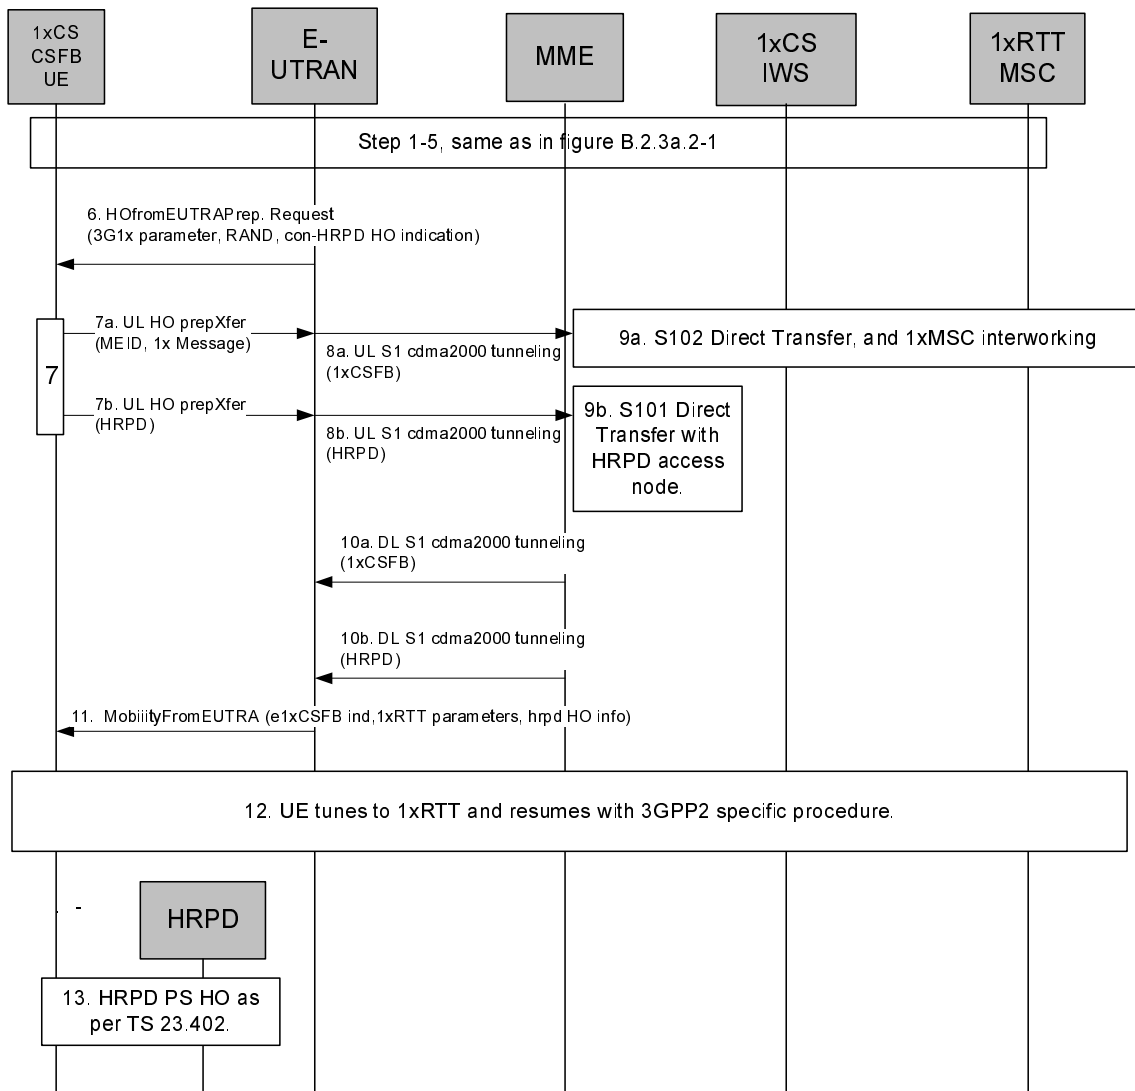 1xCS
CSFB
UE
E-
UTRAN
MME
1xCS
IWS
1xRTT
MSC
Step 1-5, same as in figure B.2.3a.2-1
6. HOfromEUTRAPrep. Request
(3G1x parameter, RAND, con-HRPD HO indication)
7
7a. UL HO prepXfer
(MEID, 1x Message)
8a. UL S1 cdma2000 tunneling
(1xCSFB)
9a. S102 Direct Transfer, and 1xMSC interworking
7b. UL HO prepXfer
(HRPD)
8b. UL S1 cdma2000 tunneling
(HRPD)
9b. S101 Direct
Transfer with
HRPD access
node.
10a. DL S1 cdma2000 tunneling
(1xCSFB)
10b. DL S1 cdma2000 tunneling
(HRPD)
11. MobiiityFromEUTRA (e1xCSFB ind,1xRTT parameters, hrpd HO info)
12. UE tunes to 1xRTT and resumes with 3GPP2 specific procedure.
. -
HRPD
13. HRPD PS HO as
per TS 23.402.